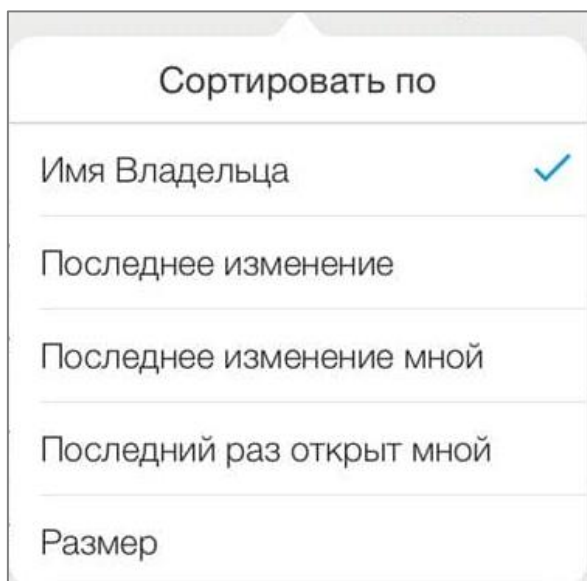 Сортировать по
Имя Владельца
Последнее изменение
Последнее изменение мной
Последний раз открыт мной
Размер